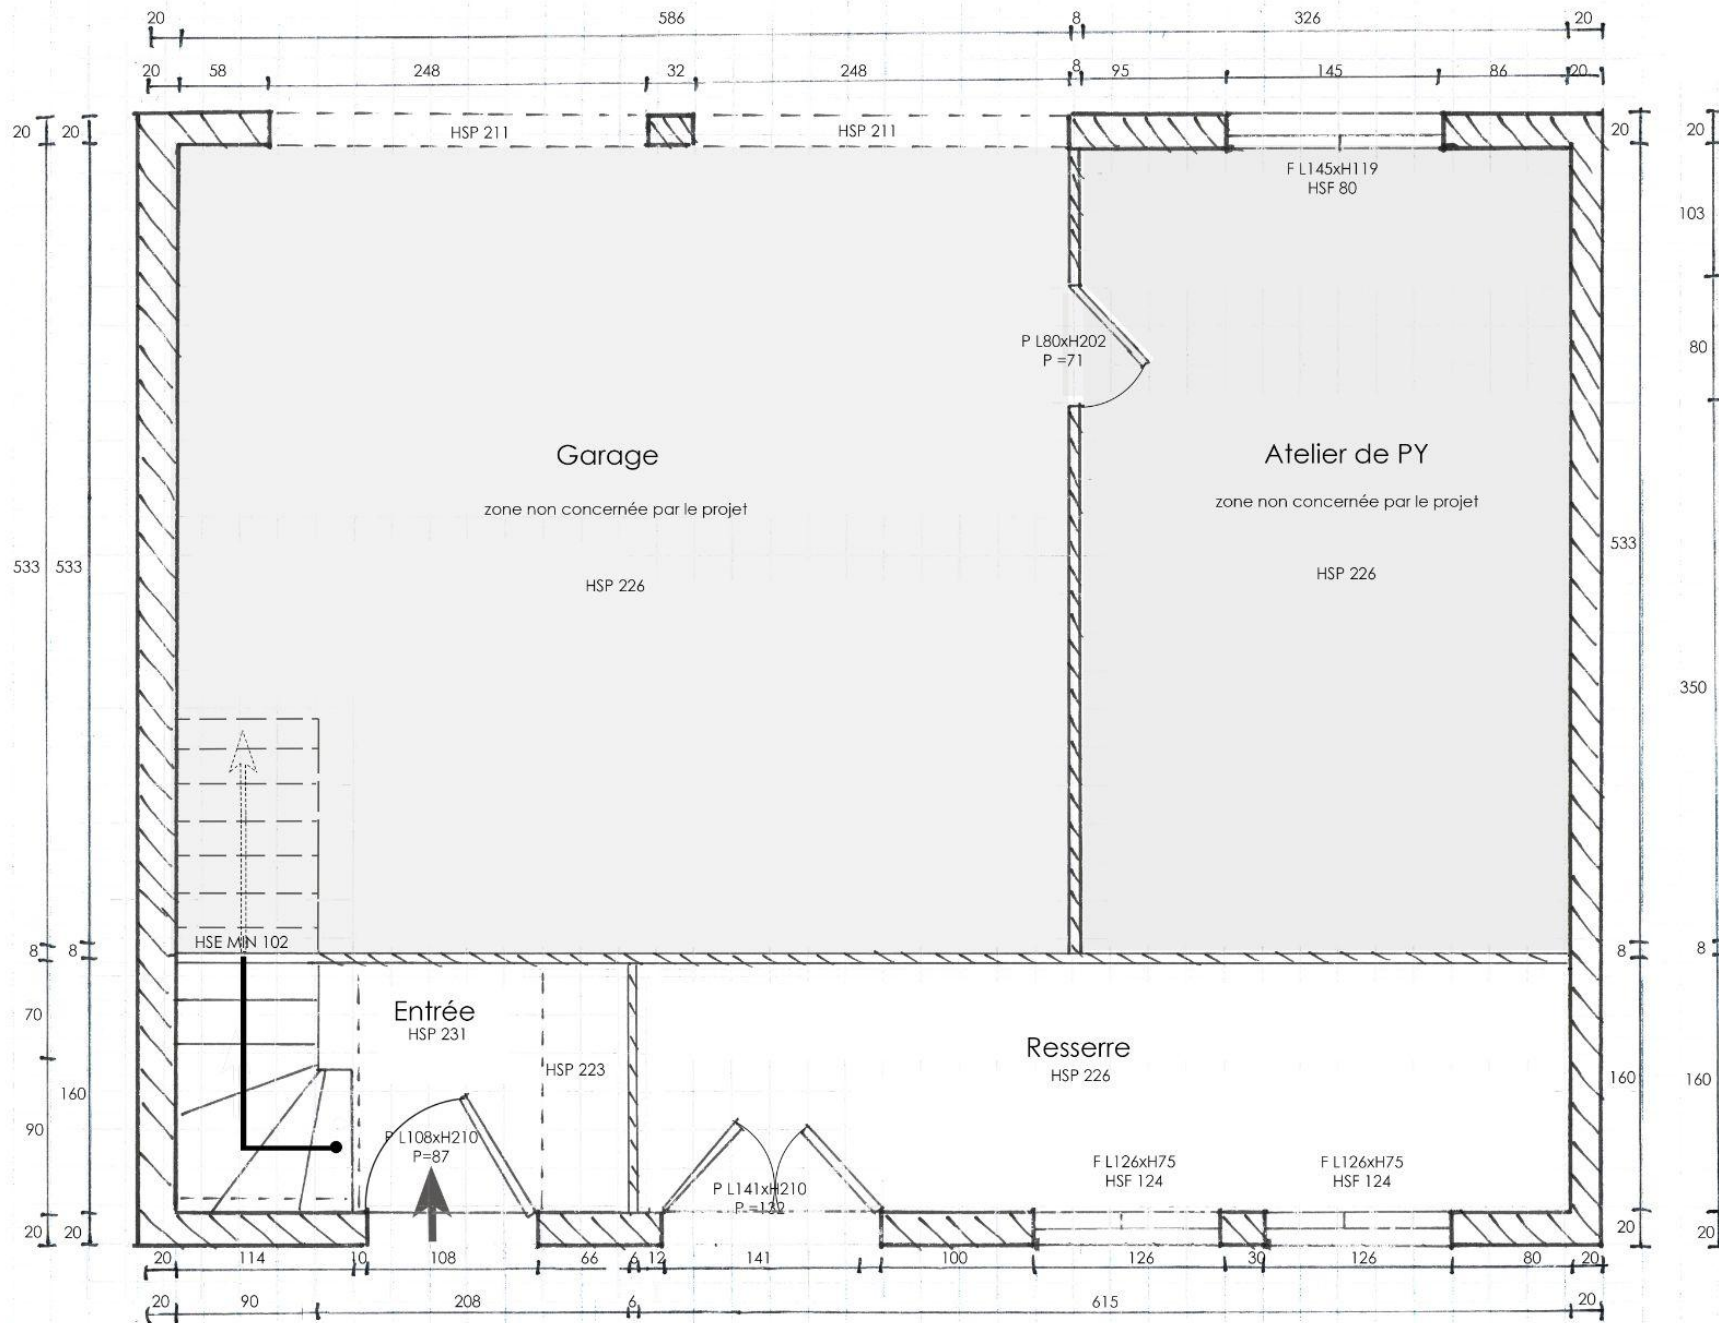 20 586 8 326 20
20 58 248 32 248 8 95 145 86 20
20 20 HSP 211 HSP 211 20 20
F L145xH119
HSF 80
103
P L80xH202
P =71
80
Garage
zone non concernée par le projet
HSP 226
Atelier de PY
zone non concernée par le projet
HSP 226
533 533 533
350
HSE MIN 102
8 8 8 8
Entrée
HSP 231
70
HSP 223
Resserre
HSP 226
160 160 160
90
P L108xH210
P=87
P L141xH210
P =132
F L126xH75
HSF 124
F L126xH75
HSF 124
20 20 20 20
20 114 10 108 66 6 12 141 100 126 30 126 80 20
20 90 208 6 615 20